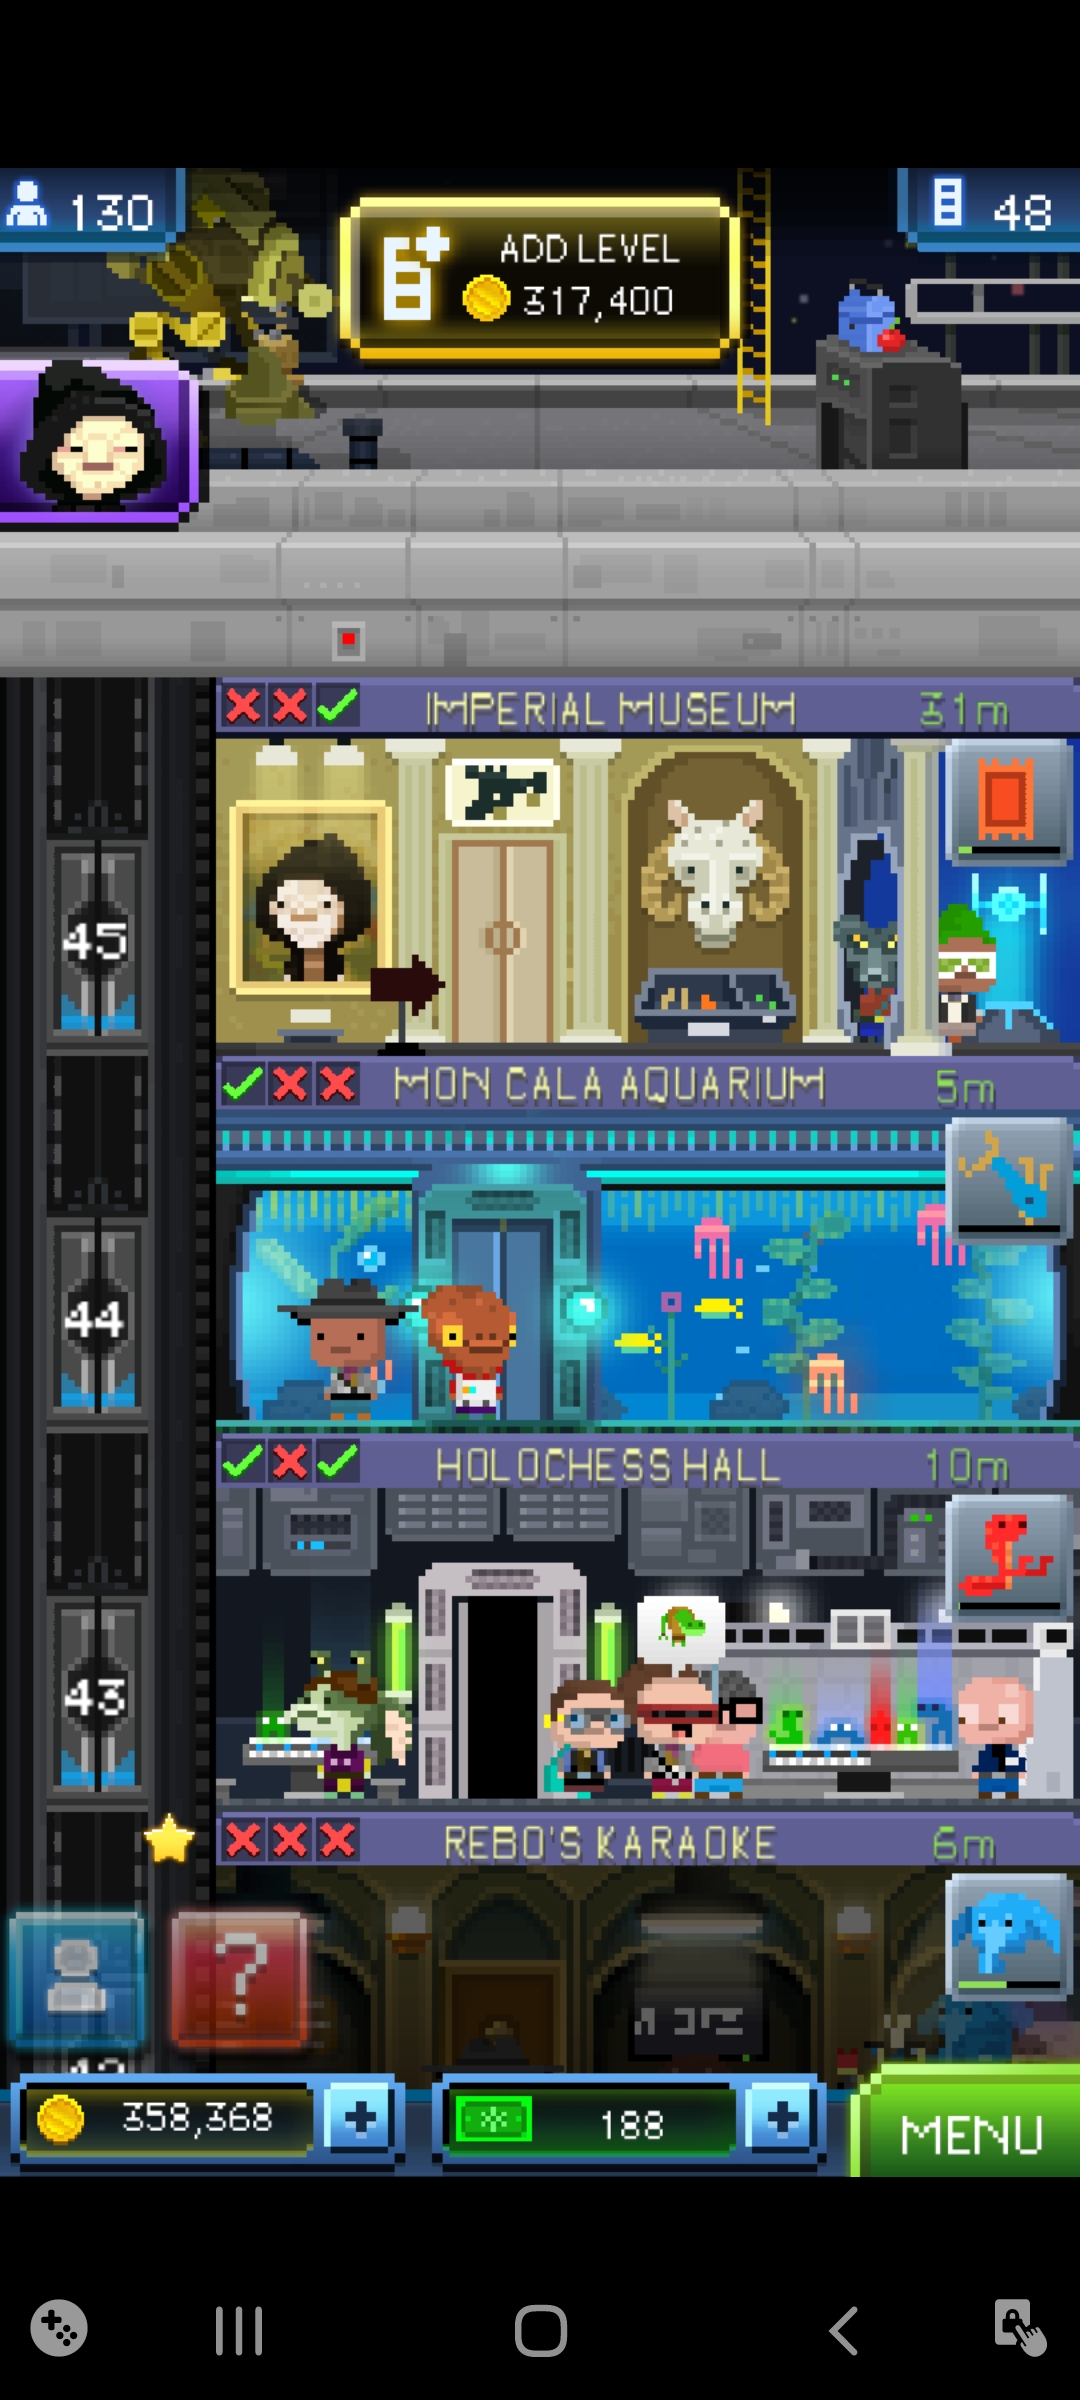 130
ADD LEVEL
317,400
48
IMPERIAL MUSEUM 31m
45
MON CALA AQUARIUM 5m
44
HOLOCHESS HALL 10m
43
REBO'S KARAOKE 6m
?
358,368 +
188 +
MENU